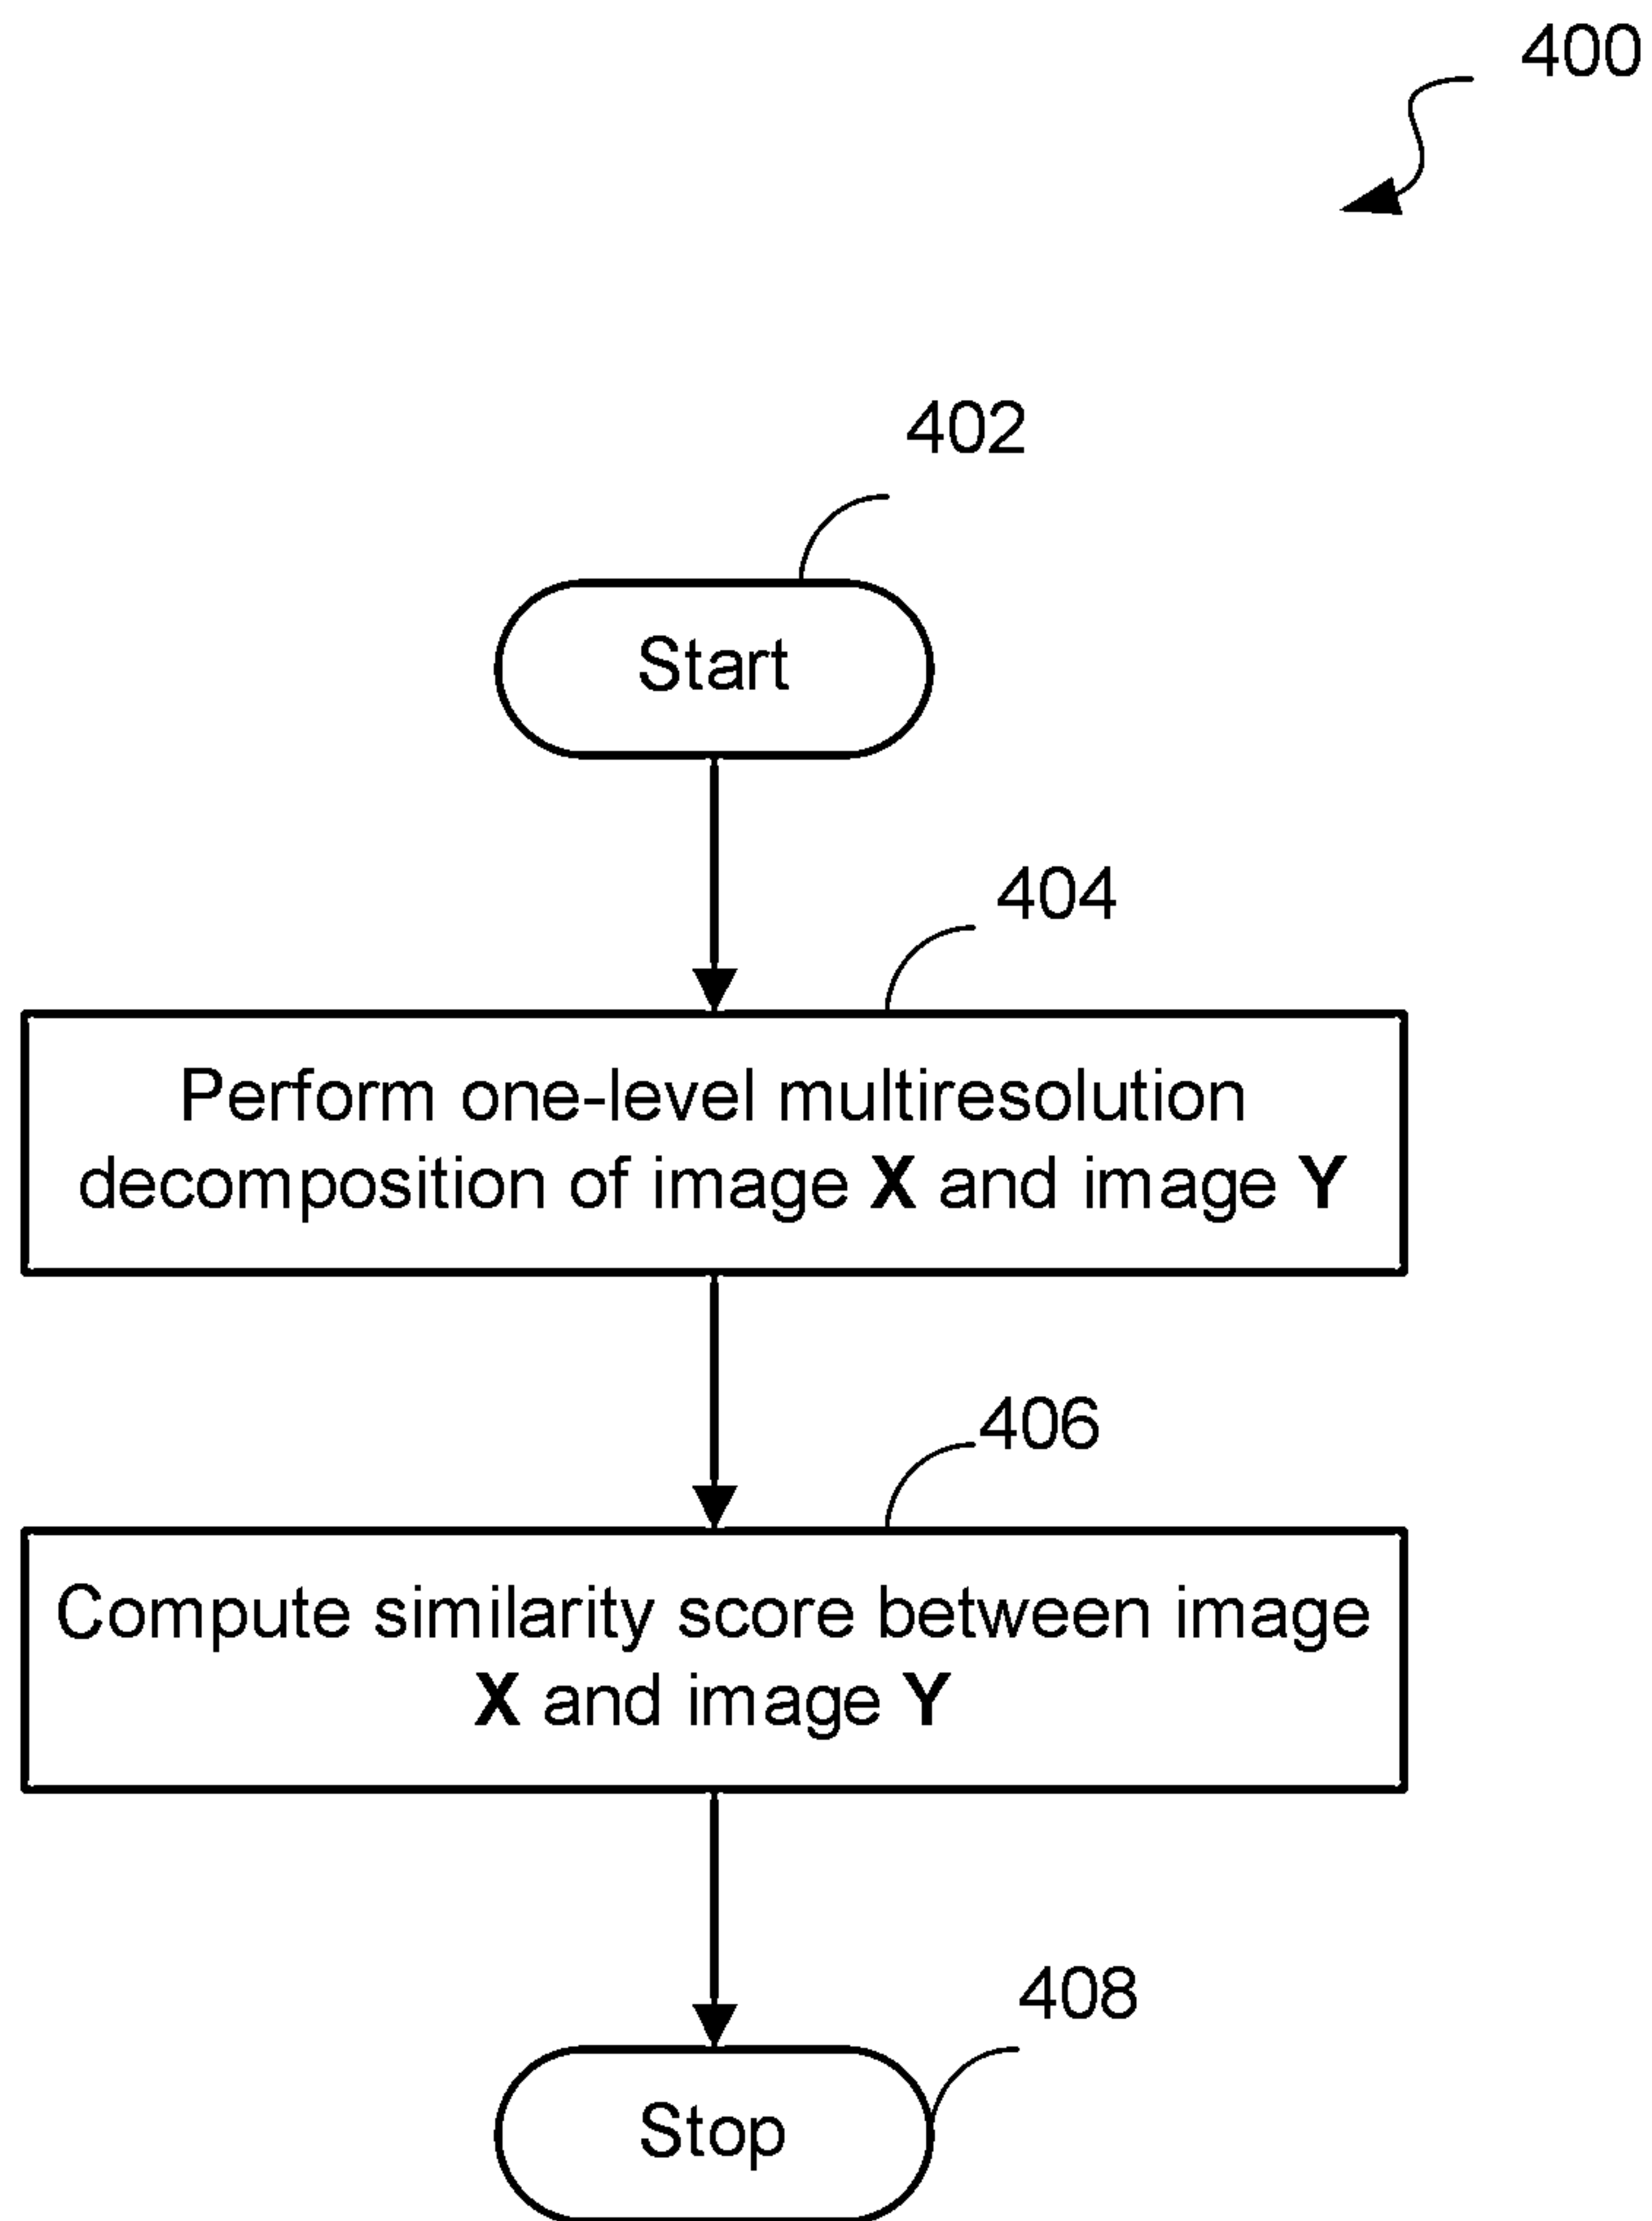 400
402
Start
404
Perform one-level multiresolution
decomposition of image X and image Y
406
Compute similarity score between image
X and image Y
408
Stop